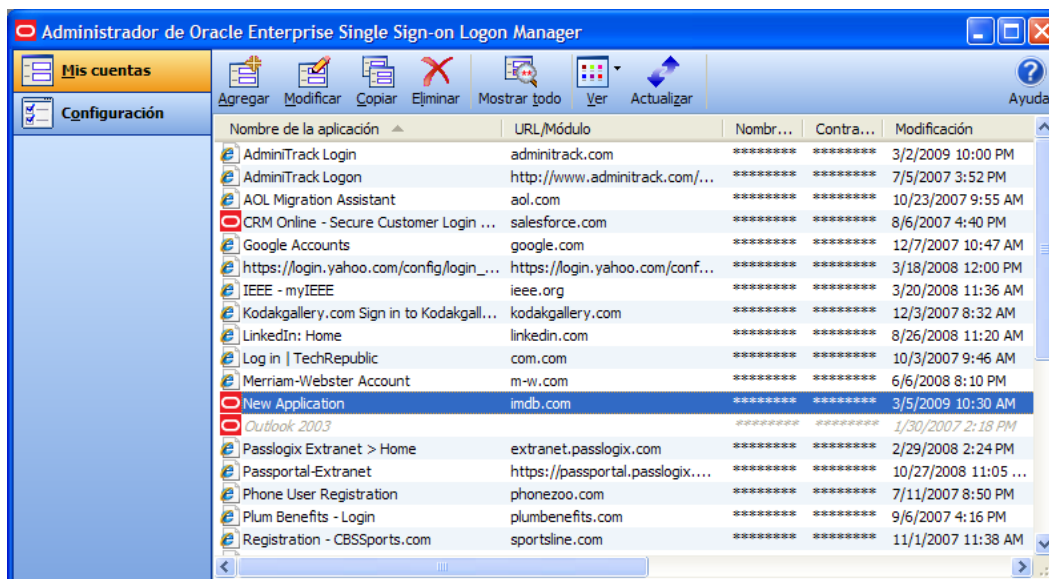 Administrador de Oracle Enterprise Single Sign-on Logon Manager
Mis cuentas
Configuración
Agregar Modificar Copiar Eliminar Mostrar todo Ver Actualizar Ayuda
Nombre de la aplicación URL/Módulo Nombr... Contra... Modificación
AdminiTrack Login adminitrack.com ******** ******** 3/2/2009 10:00 PM
AdminiTrack Logon http://www.adminitrack.com/... ******** ******** 7/5/2007 3:52 PM
AOL Migration Assistant aol.com ******** ******** 10/23/2007 9:55 AM
CRM Online - Secure Customer Login ... salesforce.com ******** ******** 8/6/2007 4:40 PM
Google Accounts google.com ******** ******** 12/7/2007 10:47 AM
https://login.yahoo.com/config/login_... https://login.yahoo.com/conf... ******** ******** 3/18/2008 12:00 PM
IEEE - myIEEE ieee.org ******** ******** 3/20/2008 11:36 AM
Kodakgallery.com Sign in to Kodakgall... kodakgallery.com ******** ******** 12/3/2007 8:32 AM
LinkedIn: Home linkedin.com ******** ******** 8/26/2008 11:20 AM
Log in | TechRepublic com.com ******** ******** 10/3/2007 9:46 AM
Merriam-Webster Account m-w.com ******** ******** 6/6/2008 8:10 PM
New Application imdb.com ******** ******** 3/5/2009 10:30 AM
Outlook 2003 ******** ******** 1/30/2007 2:18 PM
Passlogix Extranet > Home extranet.passlogix.com ******** ******** 2/29/2008 2:24 PM
Passportal-Extranet https://passportal.passlogix.... ******** ******** 10/27/2008 11:05 ...
Phone User Registration phonezoo.com ******** ******** 7/11/2007 8:50 PM
Plum Benefits - Login plumbenefits.com ******** ******** 9/6/2007 4:16 PM
Registration - CBSSports.com sportsline.com ******** ******** 11/1/2007 11:38 AM